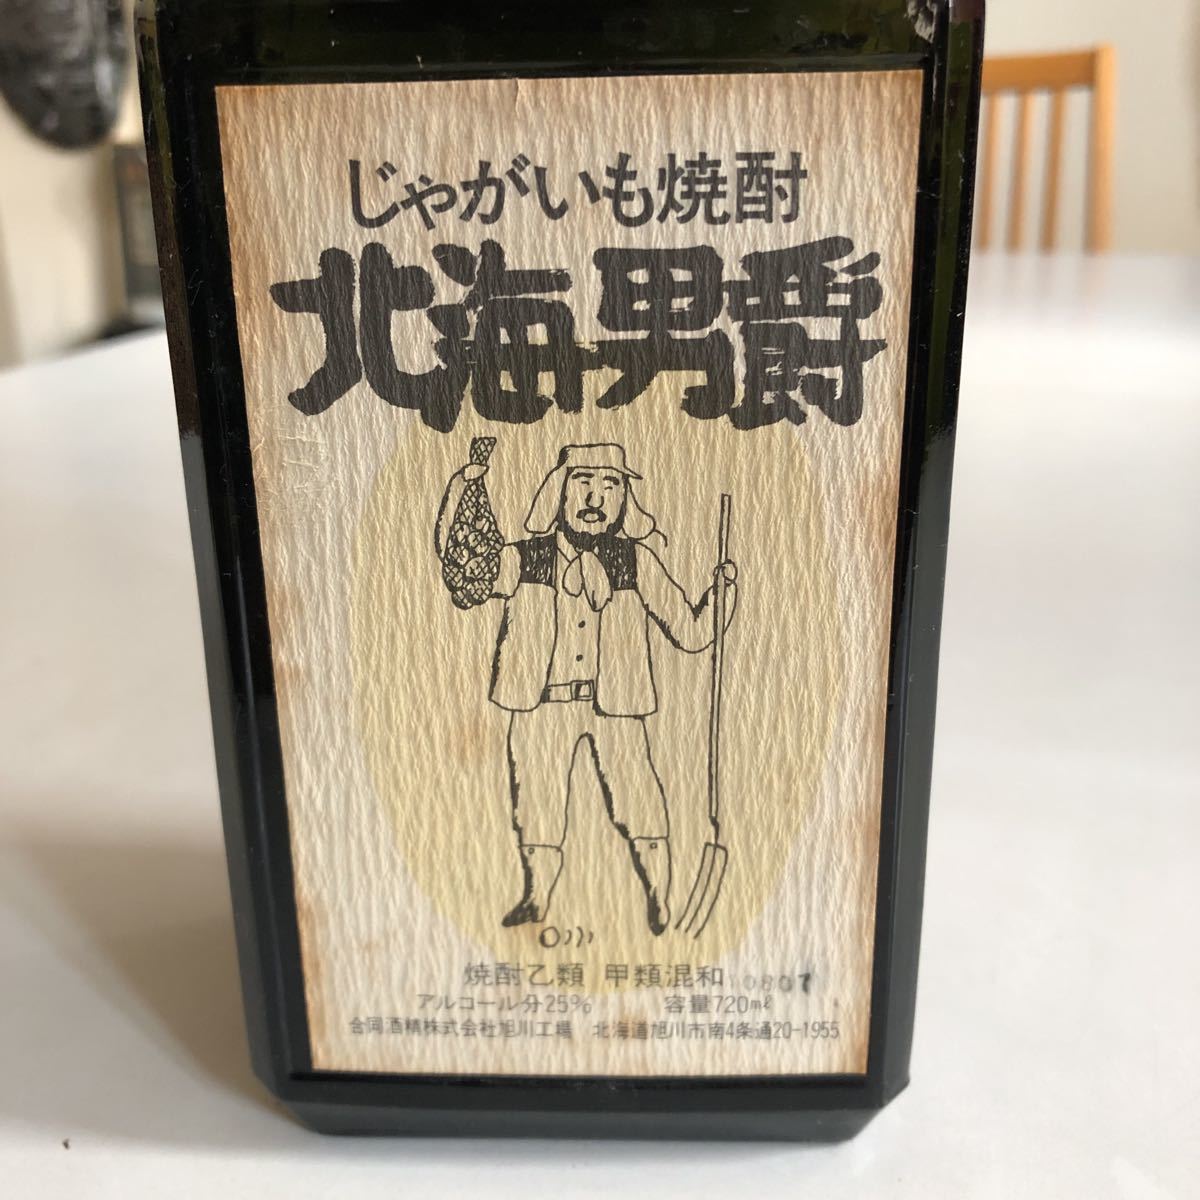 じゃがいも焼酎
北海男爵
焼酎乙類 甲類混和 10807
アルコール分25% 容量720ml
合同酒精株式会社旭川工場 北海道旭川市南4条通20-1955